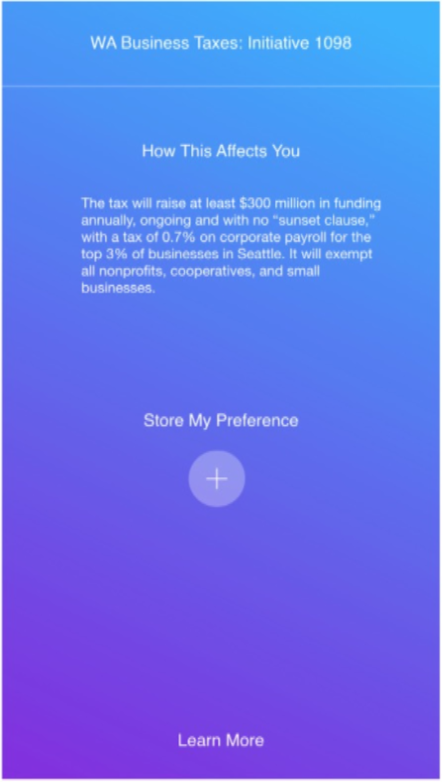 WA Business Taxes: Initiative 1098
How This Affects You
The tax will raise at least $300 million in funding
annually, ongoing and with no “sunset clause,”
with a tax of 0.7% on corporate payroll for the
top 3% of businesses in Seattle. It will exempt
all nonprofits, cooperatives, and small
businesses.
Store My Preference
+
Learn More